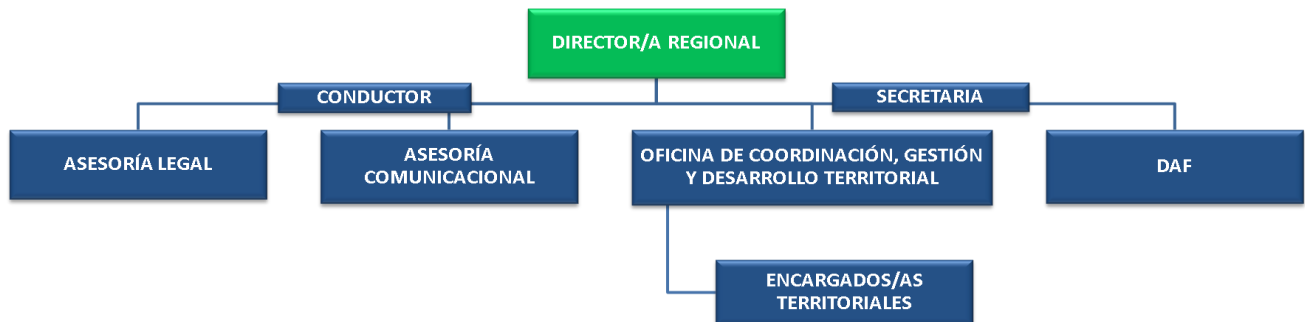 DIRECTOR/A REGIONAL
CONDUCTOR
SECRETARIA
ASESORÍA LEGAL
ASESORÍA
COMUNICACIONAL
OFICINA DE COORDINACIÓN, GESTIÓN
Y DESARROLLO TERRITORIAL
DAF
ENCARGADOS/AS
TERRITORIALES